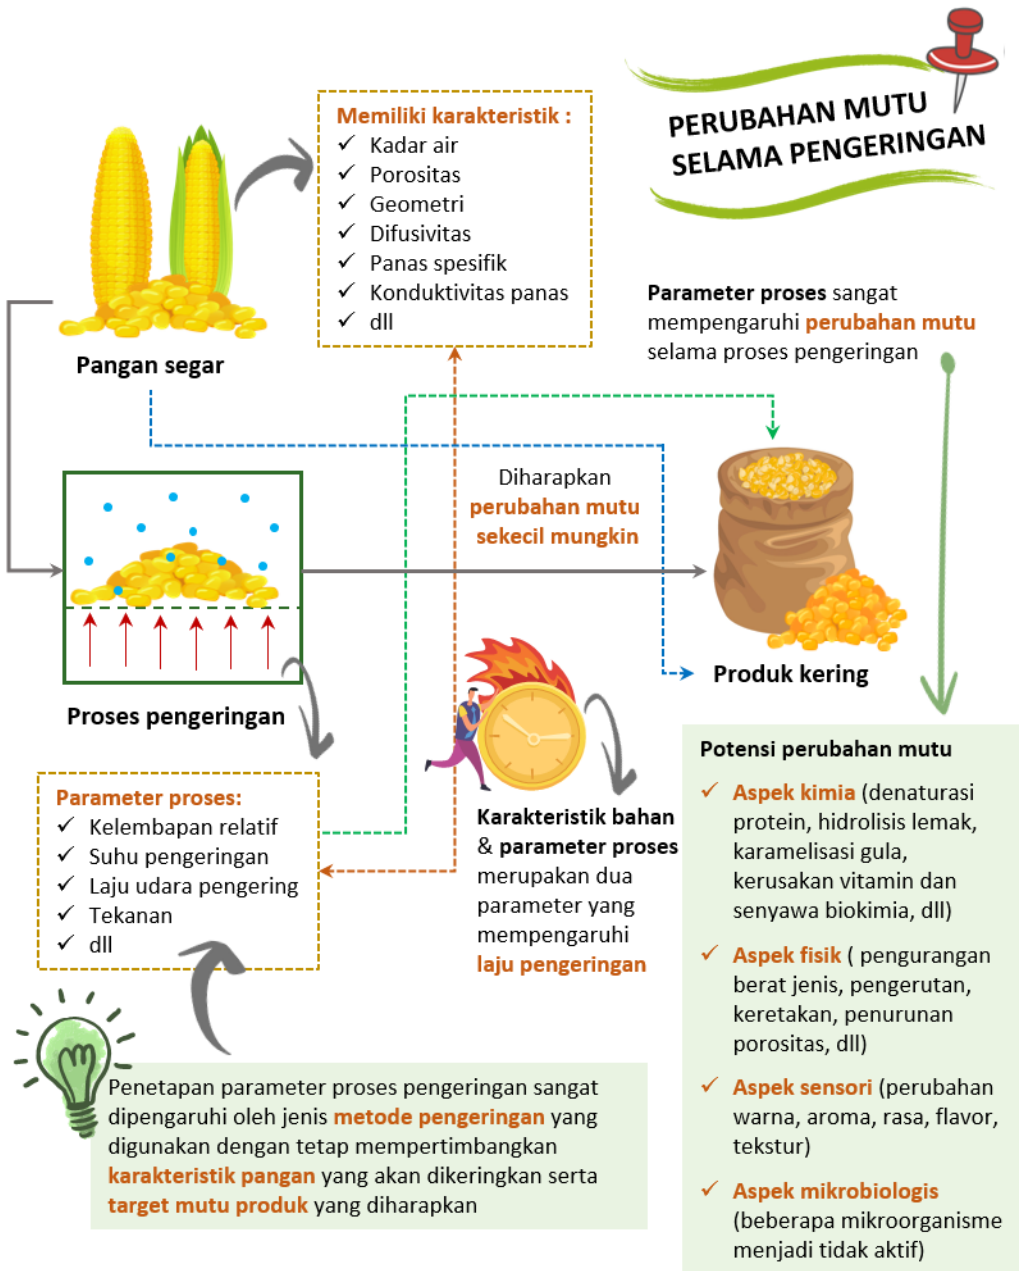 PERUBAHAN MUTU
SELAMA PENGERINGAN
Memiliki karakteristik :
✓ Kadar air
✓ Porositas
✓ Geometri
✓ Difusivitas
✓ Panas spesifik
✓ Konduktivitas panas
✓ dll
Pangan segar
Parameter proses sangat
mempengaruhi perubahan mutu
selama proses pengeringan
Diharapkan
perubahan mutu
sekecil mungkin
Produk kering
Proses pengeringan
Parameter proses:
✓ Kelembapan relatif
✓ Suhu pengeringan
✓ Laju udara pengering
✓ Tekanan
✓ dll
Karakteristik bahan
& parameter proses
merupakan dua
parameter yang
mempengaruhi
laju pengeringan
Potensi perubahan mutu
✓ Aspek kimia (denaturasi
protein, hidrolisis lemak,
karamelisasi gula,
kerusakan vitamin dan
senyawa biokimia, dll)
✓ Aspek fisik ( pengurangan
berat jenis, pengerutan,
keretakan, penurunan
porositas, dll)
✓ Aspek sensori (perubahan
warna, aroma, rasa, flavor,
tekstur)
✓ Aspek mikrobiologis
(beberapa mikroorganisme
menjadi tidak aktif)
Penetapan parameter proses pengeringan sangat
dipengaruhi oleh jenis metode pengeringan yang
digunakan dengan tetap mempertimbangkan
karakteristik pangan yang akan dikeringkan serta
target mutu produk yang diharapkan